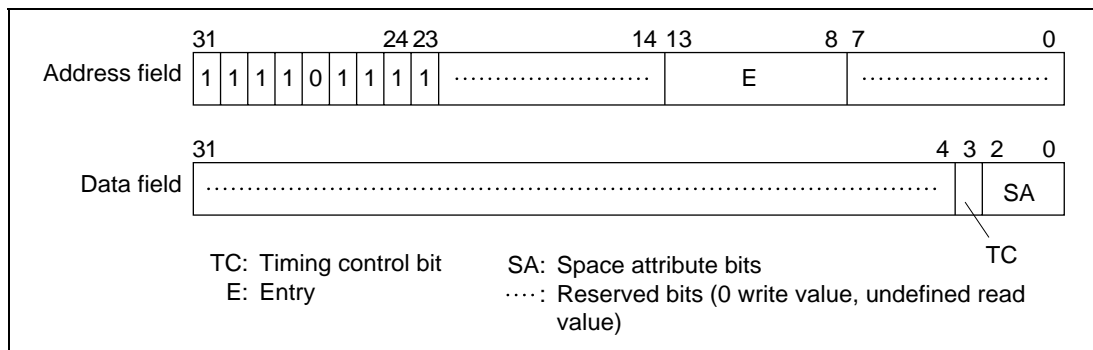 31 24 23 14 13 8 7 0
Address field 1 1 1 1 0 1 1 1 1 ........................ E ........................
31 4 3 2 0
Data field ................................................................................ SA
TC
TC: Timing control bit
E: Entry
SA: Space attribute bits
····: Reserved bits (0 write value, undefined read
value)